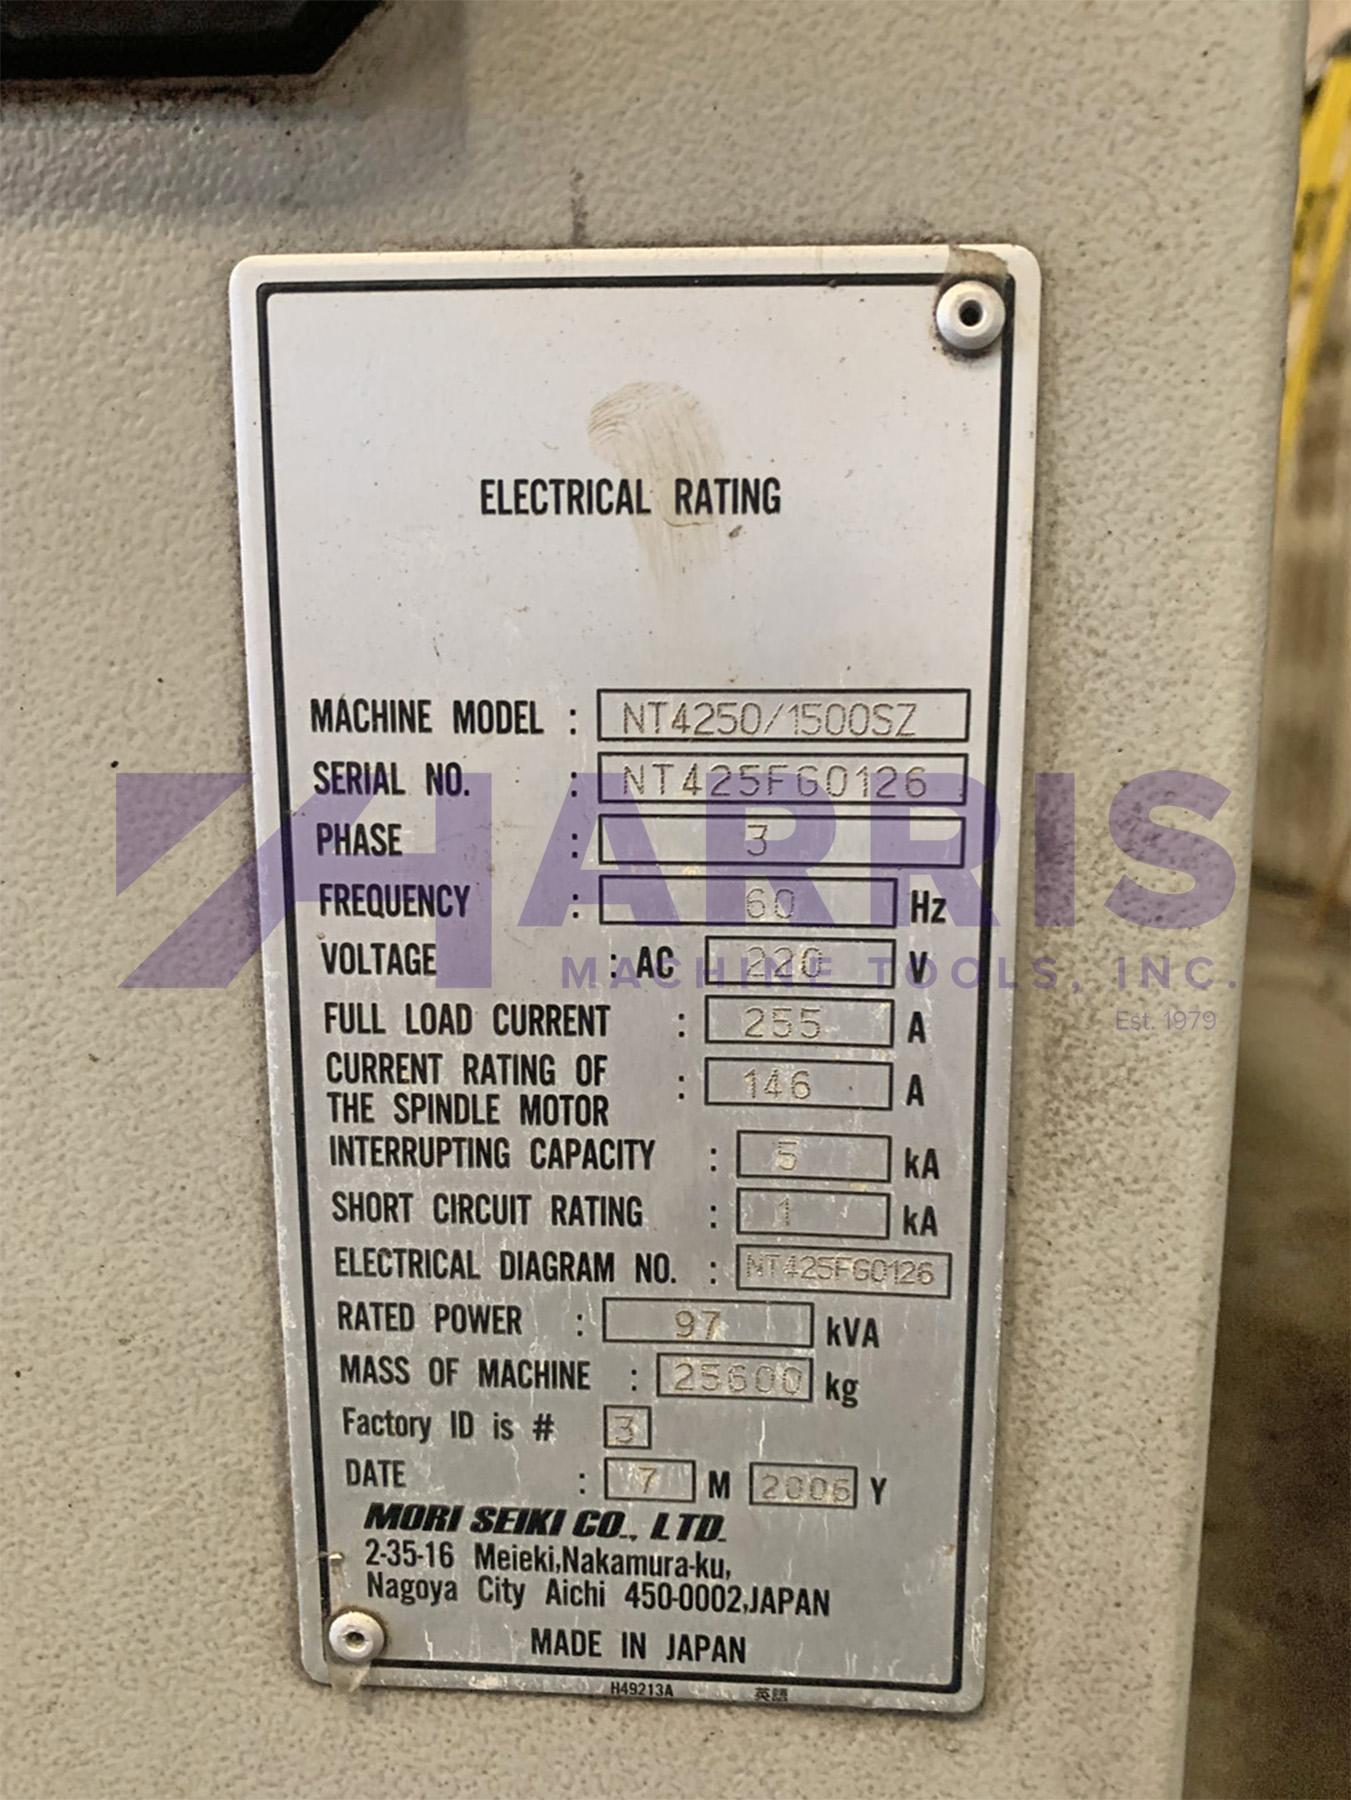 ELECTRICAL RATING
MACHINE MODEL : NT4250/1500SZ
SERIAL NO. : NT425FG0126
PHASE : 3
FREQUENCY : 60 Hz
VOLTAGE : AC 220 V
FULL LOAD CURRENT : 255 A
CURRENT RATING OF
THE SPINDLE MOTOR : 146 A
INTERRUPTING CAPACITY : 5 kA
SHORT CIRCUIT RATING : 1 kA
ELECTRICAL DIAGRAM NO. : NT425FG0126
RATED POWER : 97 kVA
MASS OF MACHINE : 25600 kg
Factory ID is # 3
DATE : 7 M 2006 Y
MORI SEIKI CO., LTD.
2-35-16 Meieki,Nakamura-ku,
Nagoya City Aichi 450-0002,JAPAN
MADE IN JAPAN
H49213A 英語
HARRIS
MACHINE TOOLS, INC.
Est. 1979